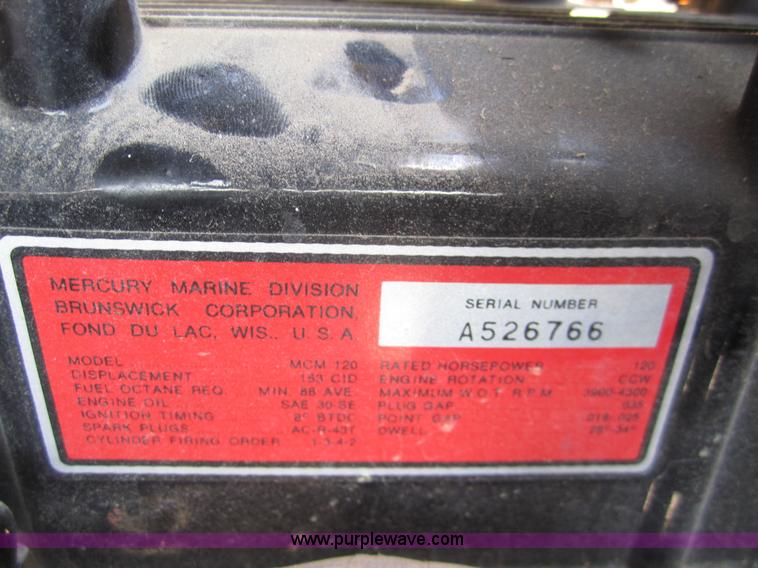 MERCURY MARINE DIVISION
BRUNSWICK CORPORATION,
FOND DU LAC, WIS., U.S.A.
SERIAL NUMBER
A526766
MODEL MCM 120
DISPLACEMENT 153 CID
FUEL OCTANE REQ. MIN. 88 AVE.
ENGINE OIL SAE 30-SE
IGNITION TIMING 8° BTDC
SPARK PLUGS AC-R-43T
CYLINDER FIRING ORDER 1-3-4-2
RATED HORSEPOWER 120
ENGINE ROTATION CCW
MAXIMUM W.O.T. R.P.M 3900-4300
PLUG GAP .035
POINT GAP
DWELL
www.purplewave.com